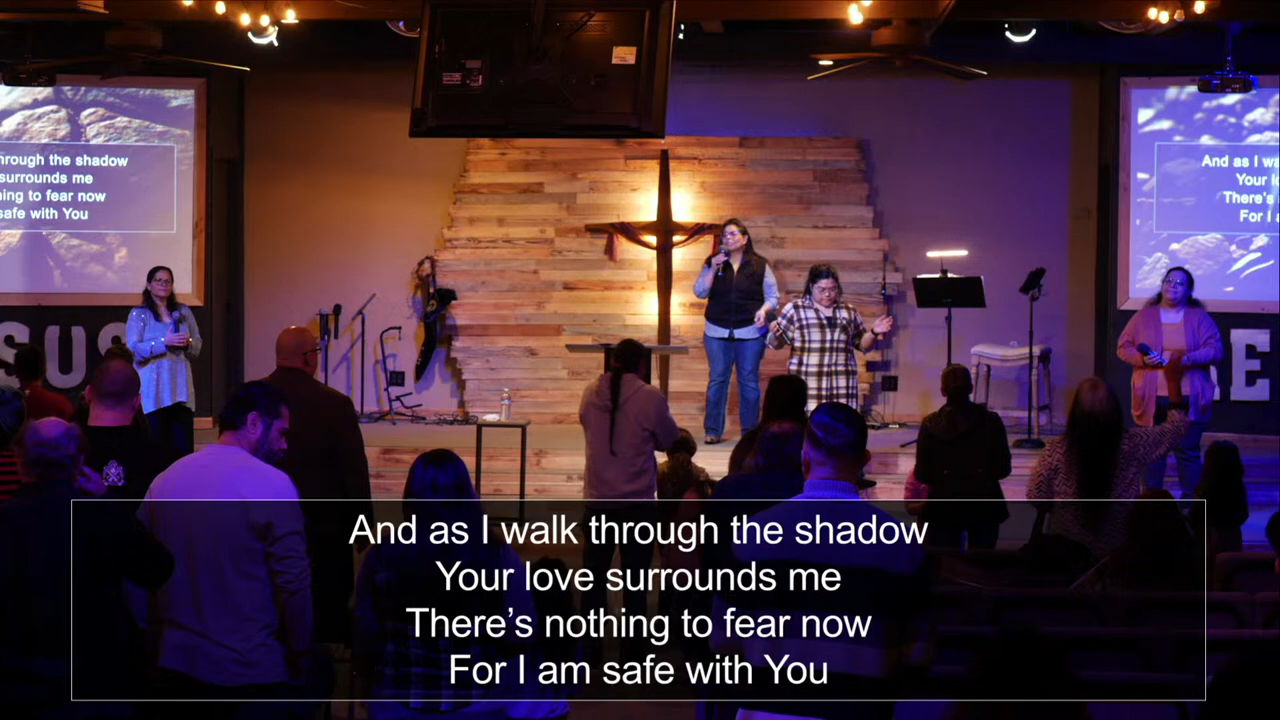 hrough the shadow
surrounds me
ing to fear now
safe with You
And as I wa
Your lo
There's
For I a
SUS
RE
And as I walk through the shadow
Your love surrounds me
There's nothing to fear now
For I am safe with You